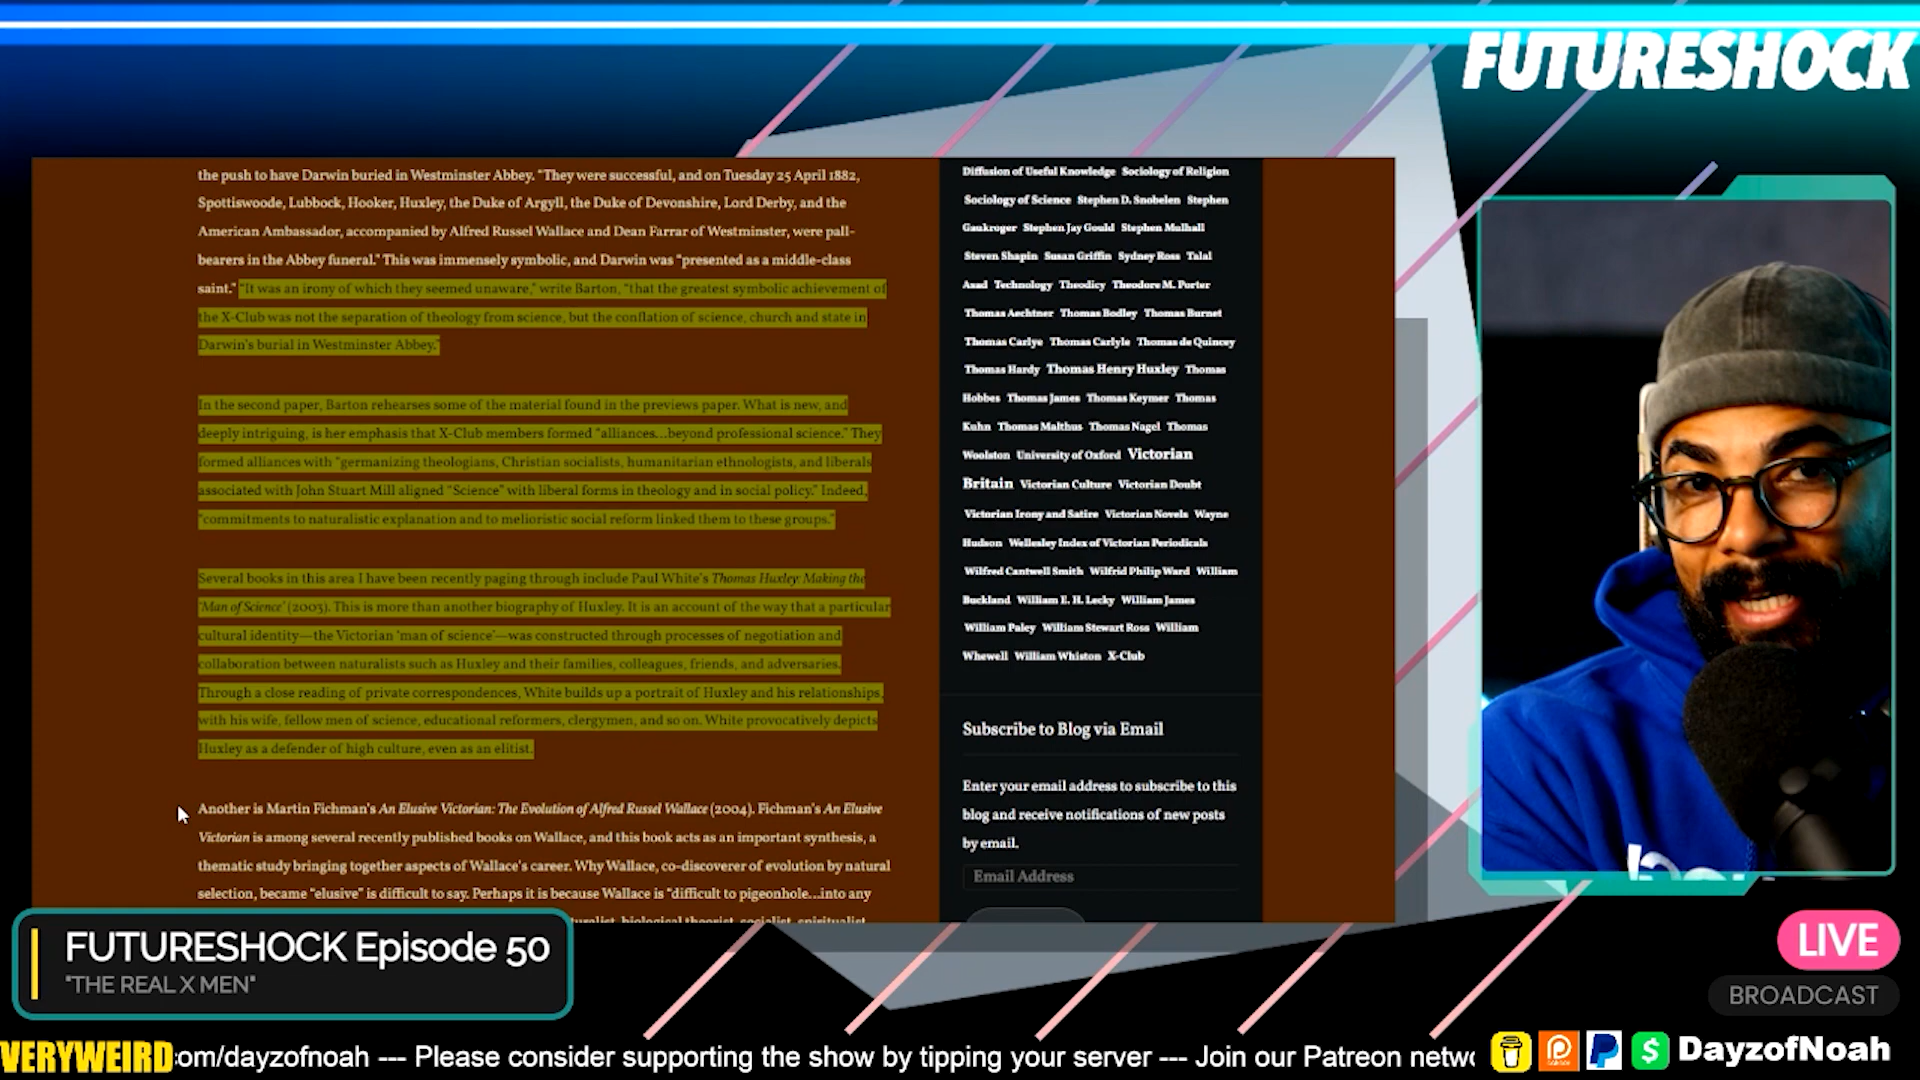 FUTURESHOCK
the push to have Darwin buried in Westminster Abbey. "They were successful, and on Tuesday 25 April 1882,
Spottiswoode, Lubbock, Hooker, Huxley, the Duke of Argyll, the Duke of Devonshire, Lord Derby, and the
American Ambassador, accompanied by Alfred Russel Wallace and Dean Farrar of Westminster, were pall-
bearers in the Abbey funeral." This was immensely symbolic, and Darwin was "presented as a middle-class
saint." "It was an irony of which they seemed unaware," write Barton, "that the greatest symbolic achievement of
the X-Club was not the separation of theology from science, but the conflation of science, church and state in
Darwin's burial in Westminster Abbey."
In the second paper, Barton rehearses some of the material found in the previews paper. What is new, and
deeply intriguing, is her emphasis that X-Club members formed "alliances...beyond professional science." They
formed alliances with "germanizing theologians, Christian socialists, humanitarian ethnologists, and liberals
associated with John Stuart Mill aligned "Science" with liberal forms in theology and in social policy." Indeed,
"commitments to naturalistic explanation and to melioristic social reform linked them to these groups."
Several books in this area I have been recently paging through include Paul White's Thomas Huxley: Making the
'Man of Science' (2003). This is more than another biography of Huxley. It is an account of the way that a particular
cultural identity—the Victorian 'man of science'—was constructed through processes of negotiation and
collaboration between naturalists such as Huxley and their families, colleagues, friends, and adversaries.
Through a close reading of private correspondences, White builds up a portrait of Huxley and his relationships,
with his wife, fellow men of science, educational reformers, clergymen, and so on. White provocatively depicts
Huxley as a defender of high culture, even as an elitist.
Another is Martin Fichman's An Elusive Victorian: The Evolution of Alfred Russel Wallace (2004). Fichman's An Elusive
Victorian is among several recently published books on Wallace, and this book acts as an important synthesis, a
thematic study bringing together aspects of Wallace's career. Why Wallace, co-discoverer of evolution by natural
selection, became "elusive" is difficult to say. Perhaps it is because Wallace is "difficult to pigeonhole...into any
biological theorist, socialist, spiritualist,
Diffusion of Useful Knowledge Sociology of Religion
Sociology of Science Stephen D. Snobelen Stephen
Gaukroger Stephen Jay Gould Stephen Mulhall
Steven Shapin Susan Griffin Sydney Ross Talal
Asad Technology Theodicy Theodore M. Porter
Thomas Aechtner Thomas Bodley Thomas Burnet
Thomas Carlye Thomas Carlyle Thomas de Quincey
Thomas Hardy Thomas Henry Huxley Thomas
Hobbes Thomas James Thomas Keymer Thomas
Kuhn Thomas Malthus Thomas Nagel Thomas
Woolston University of Oxford Victorian
Britain Victorian Culture Victorian Doubt
Victorian Irony and Satire Victorian Novels Wayne
Hudson Wellesley Index of Victorian Periodicals
Wilfred Cantwell Smith Wilfrid Philip Ward William
Buckland William E. H. Lecky William James
William Paley William Stewart Ross William
Whewell William Whiston X-Club
Subscribe to Blog via Email
Enter your email address to subscribe to this
blog and receive notifications of new posts
by email.
Email Address
FUTURESHOCK Episode 50
"THE REAL X MEN"
LIVE
BROADCAST
VERYWEIRD
com/dayzofnoah --- Please consider supporting the show by tipping your server --- Join our Patreon netwo
DayzofNoah